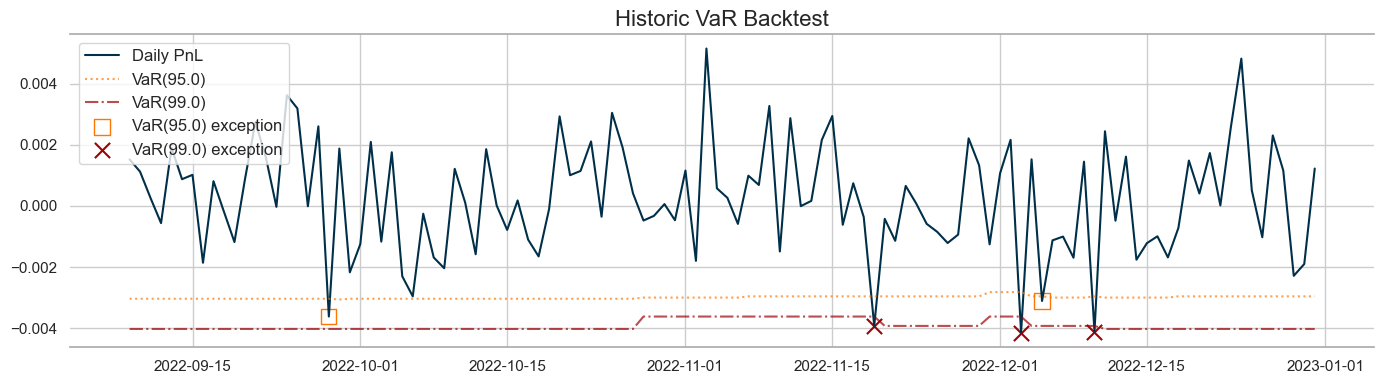 Historic VaR Backtest
Daily PnL
VaR(95.0)
VaR(99.0)
VaR(95.0) exception
VaR(99.0) exception
0.004
0.002
0.000
−0.002
−0.004
2022-09-15 2022-10-01 2022-10-15 2022-11-01 2022-11-15 2022-12-01 2022-12-15 2023-01-01